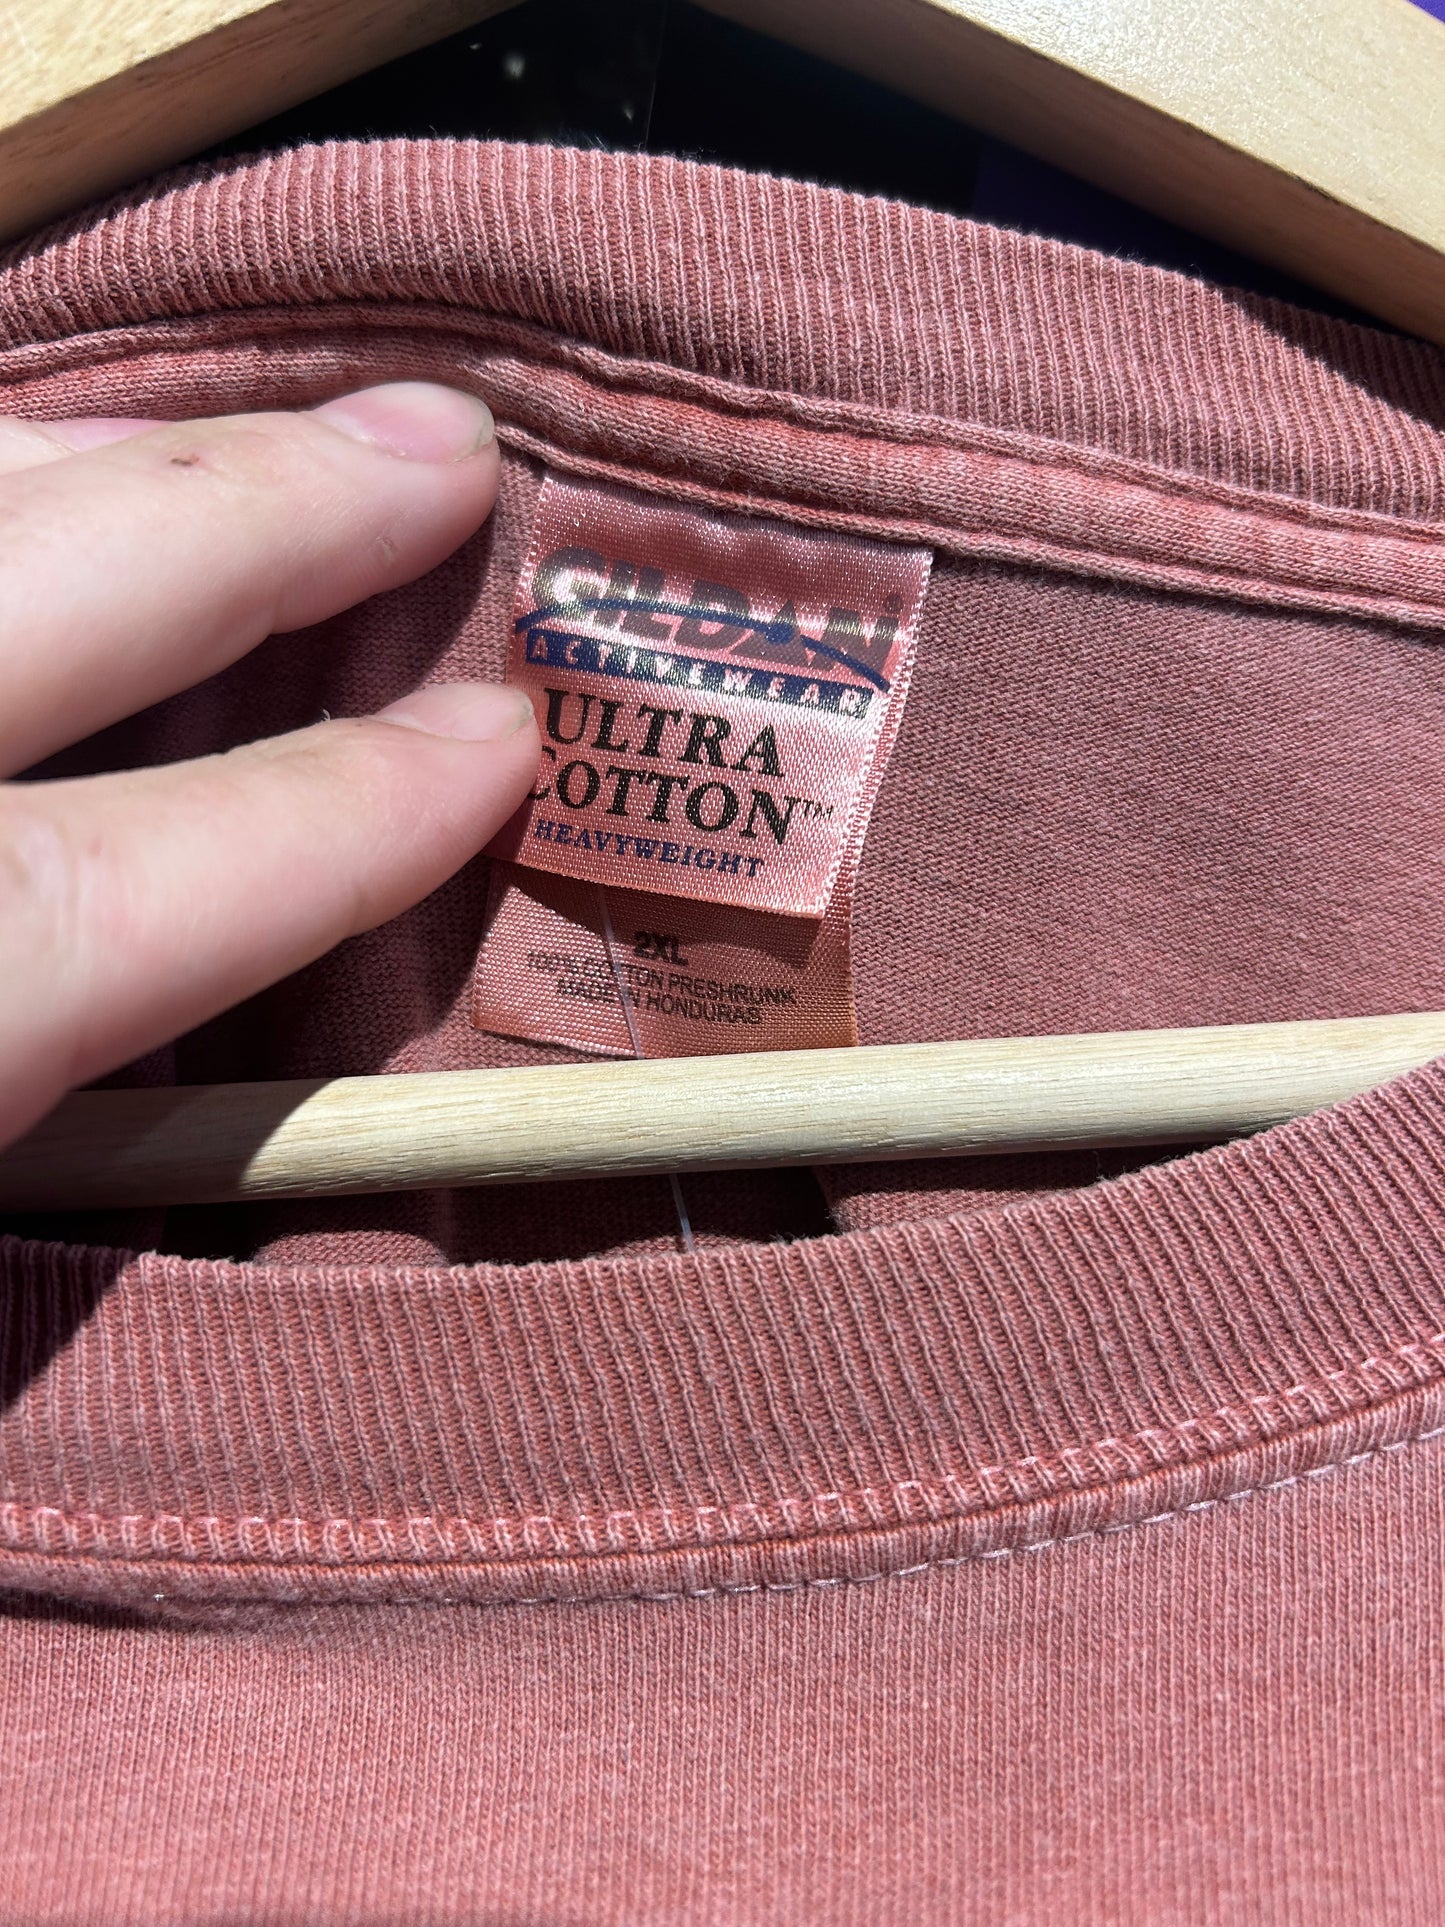 GILDAN
ACTIVEWEAR
ULTRA
COTTON™
HEAVYWEIGHT
2XL
100% COTTON PRESHRUNK
MADE IN HONDURAS